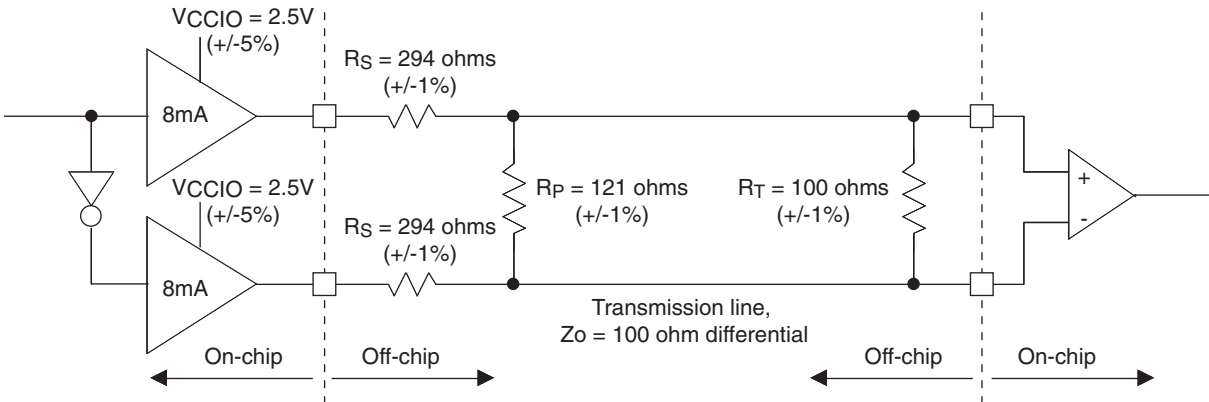 VCCIO = 2.5V
(+/-5%)
8mA
RS = 294 ohms
(+/-1%)
VCCIO = 2.5V
(+/-5%)
8mA
RS = 294 ohms
(+/-1%)
RP = 121 ohms
(+/-1%)
RT = 100 ohms
(+/-1%)
+
-
Transmission line,
Zo = 100 ohm differential
On-chip
Off-chip
Off-chip
On-chip